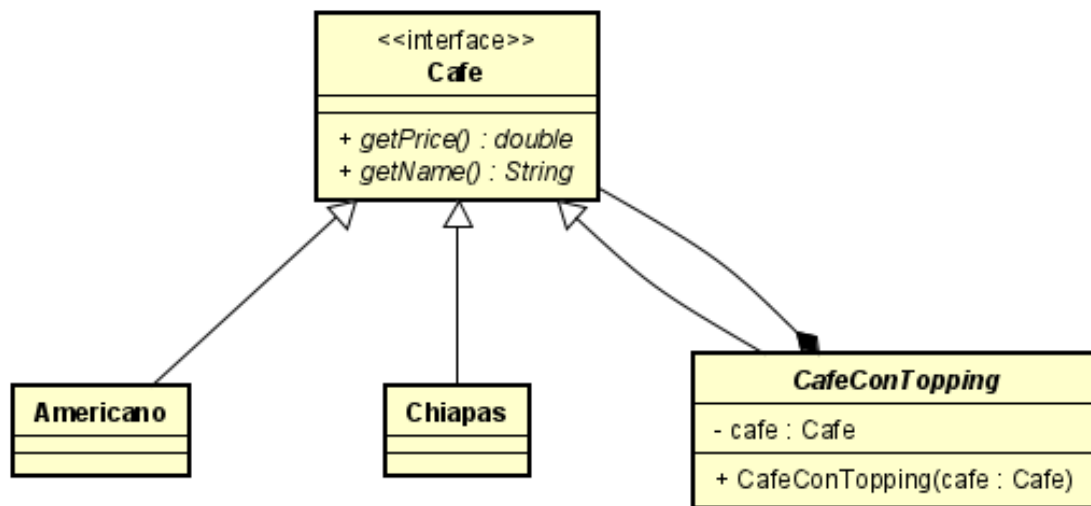 <<interface>>
Cafe
+ getPrice() : double
+ getName() : String
Americano
Chiapas
CafeConTopping
- cafe : Cafe
+ CafeConTopping(cafe : Cafe)